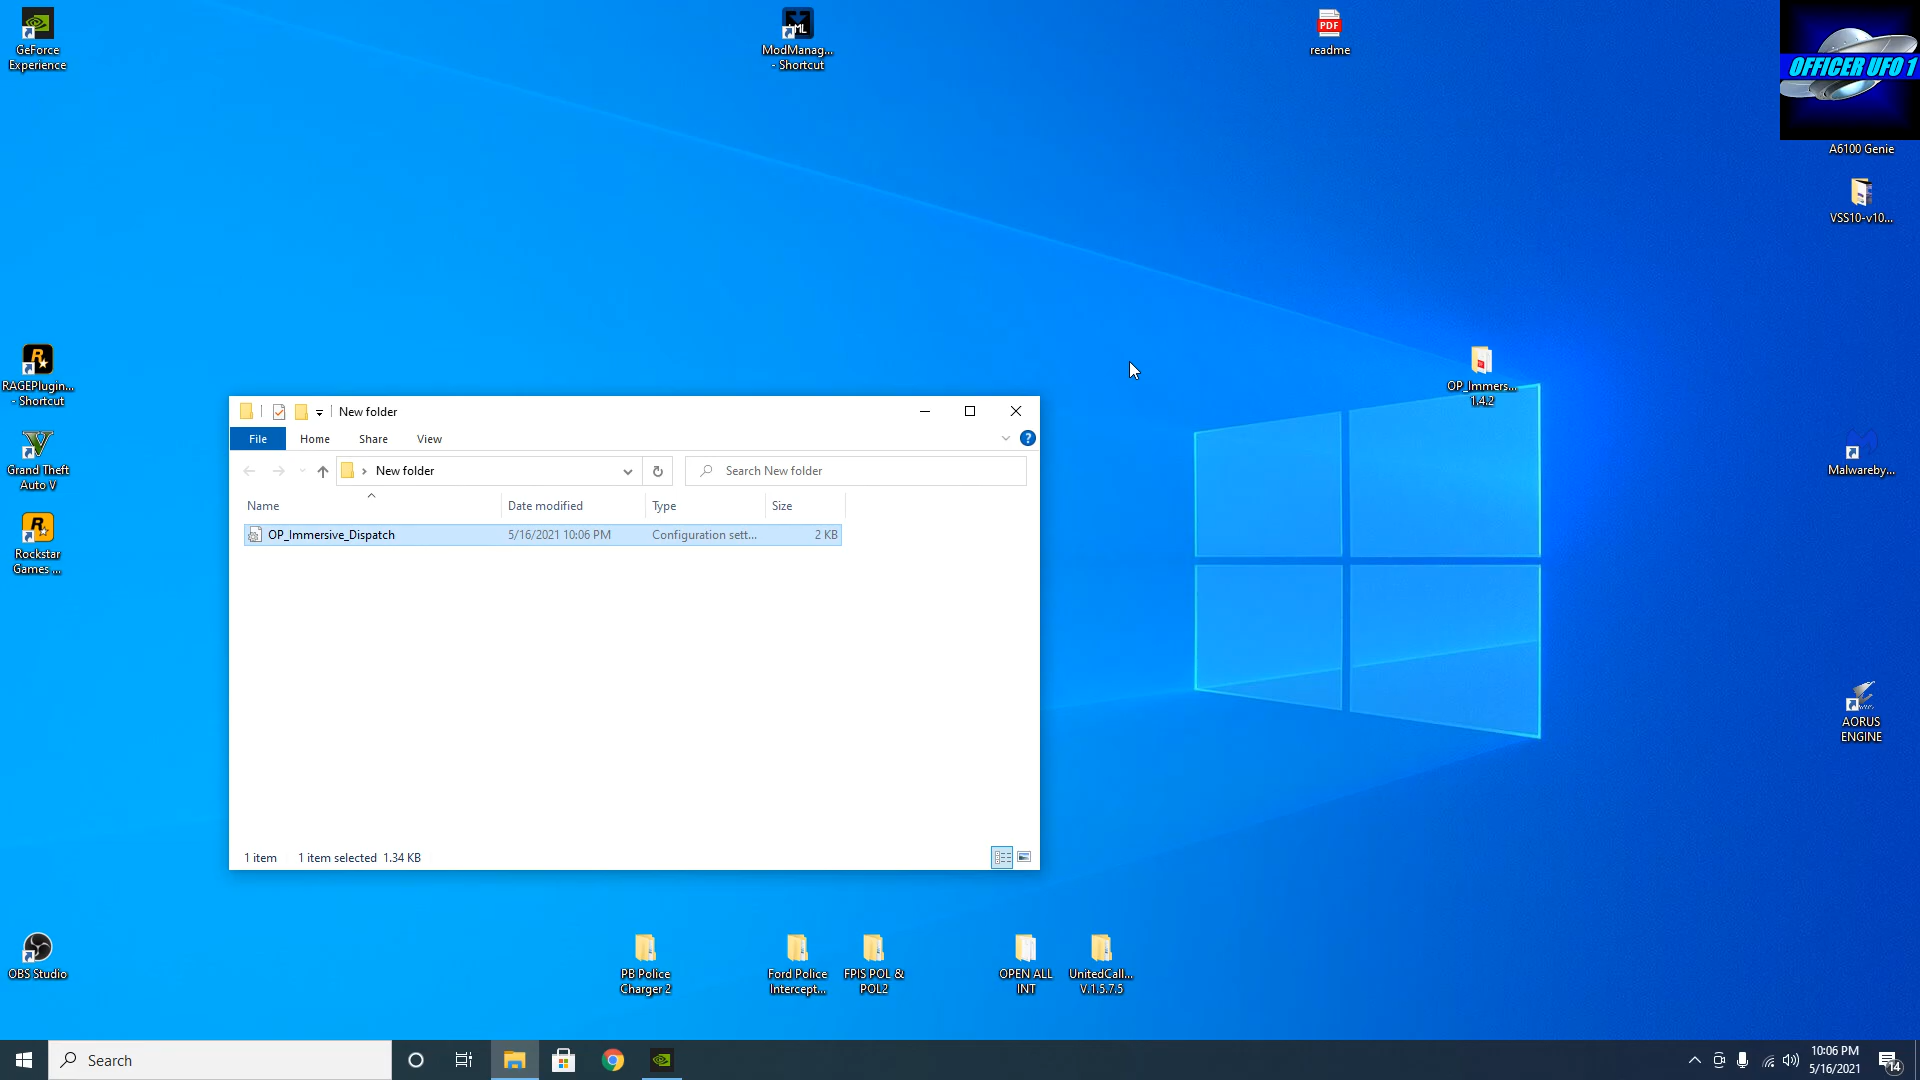 GeForce
Experience
ModManag...
- Shortcut
readme
OFFICER UFO 1
A6100 Genie
VSS10-v10...
RAGEPlugin...
- Shortcut
Grand Theft
Auto V
Rockstar
Games ...
OP_Immers...
1.4.2
Malwareby...
AORUS
ENGINE
New folder
File Home Share View
New folder
Search New folder
Name Date modified Type Size
OP_Immersive_Dispatch 5/16/2021 10:06 PM Configuration sett... 2 KB
1 item 1 item selected 1.34 KB
OBS Studio
PB Police
Charger 2
Ford Police
Intercept...
FPIS POL &
POL2
OPEN ALL
INT
UnitedCall...
V.1.5.7.5
Search
10:06 PM
5/16/2021
14